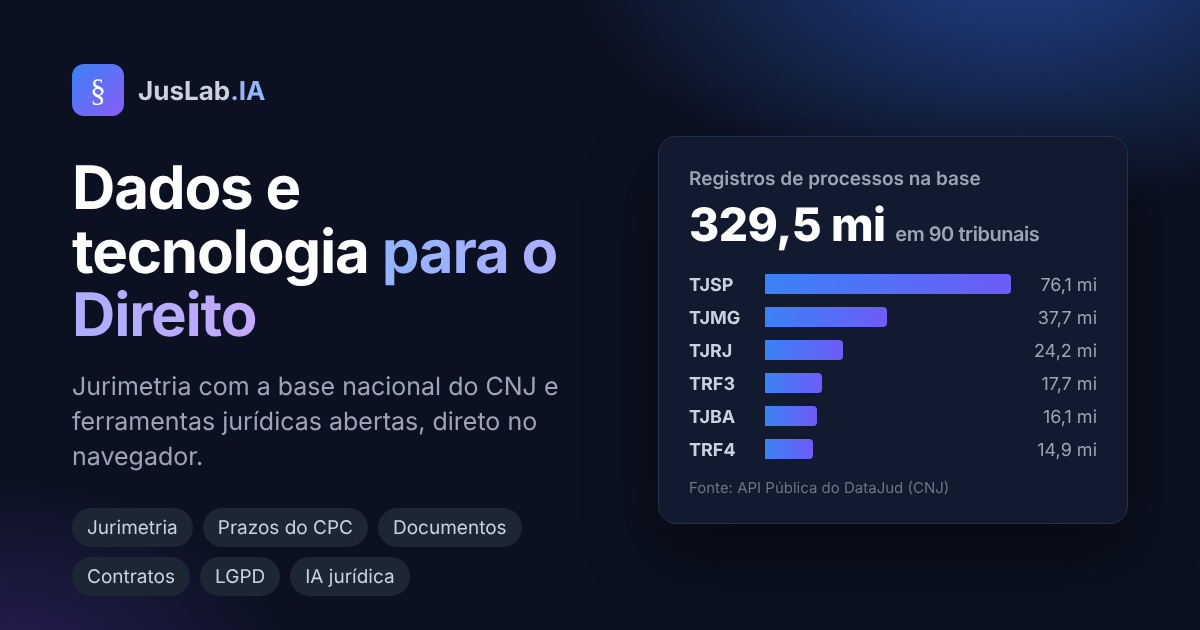 § JusLab.IA
Dados e
tecnologia para o
Direito
Jurimetria com a base nacional do CNJ e
ferramentas jurídicas abertas, direto no
navegador.
Jurimetria Prazos do CPC Documentos
Contratos LGPD IA jurídica
Registros de processos na base
329,5 mi em 90 tribunais
TJSP 76,1 mi
TJMG 37,7 mi
TJRJ 24,2 mi
TRF3 17,7 mi
TJBA 16,1 mi
TRF4 14,9 mi
Fonte: API Pública do DataJud (CNJ)